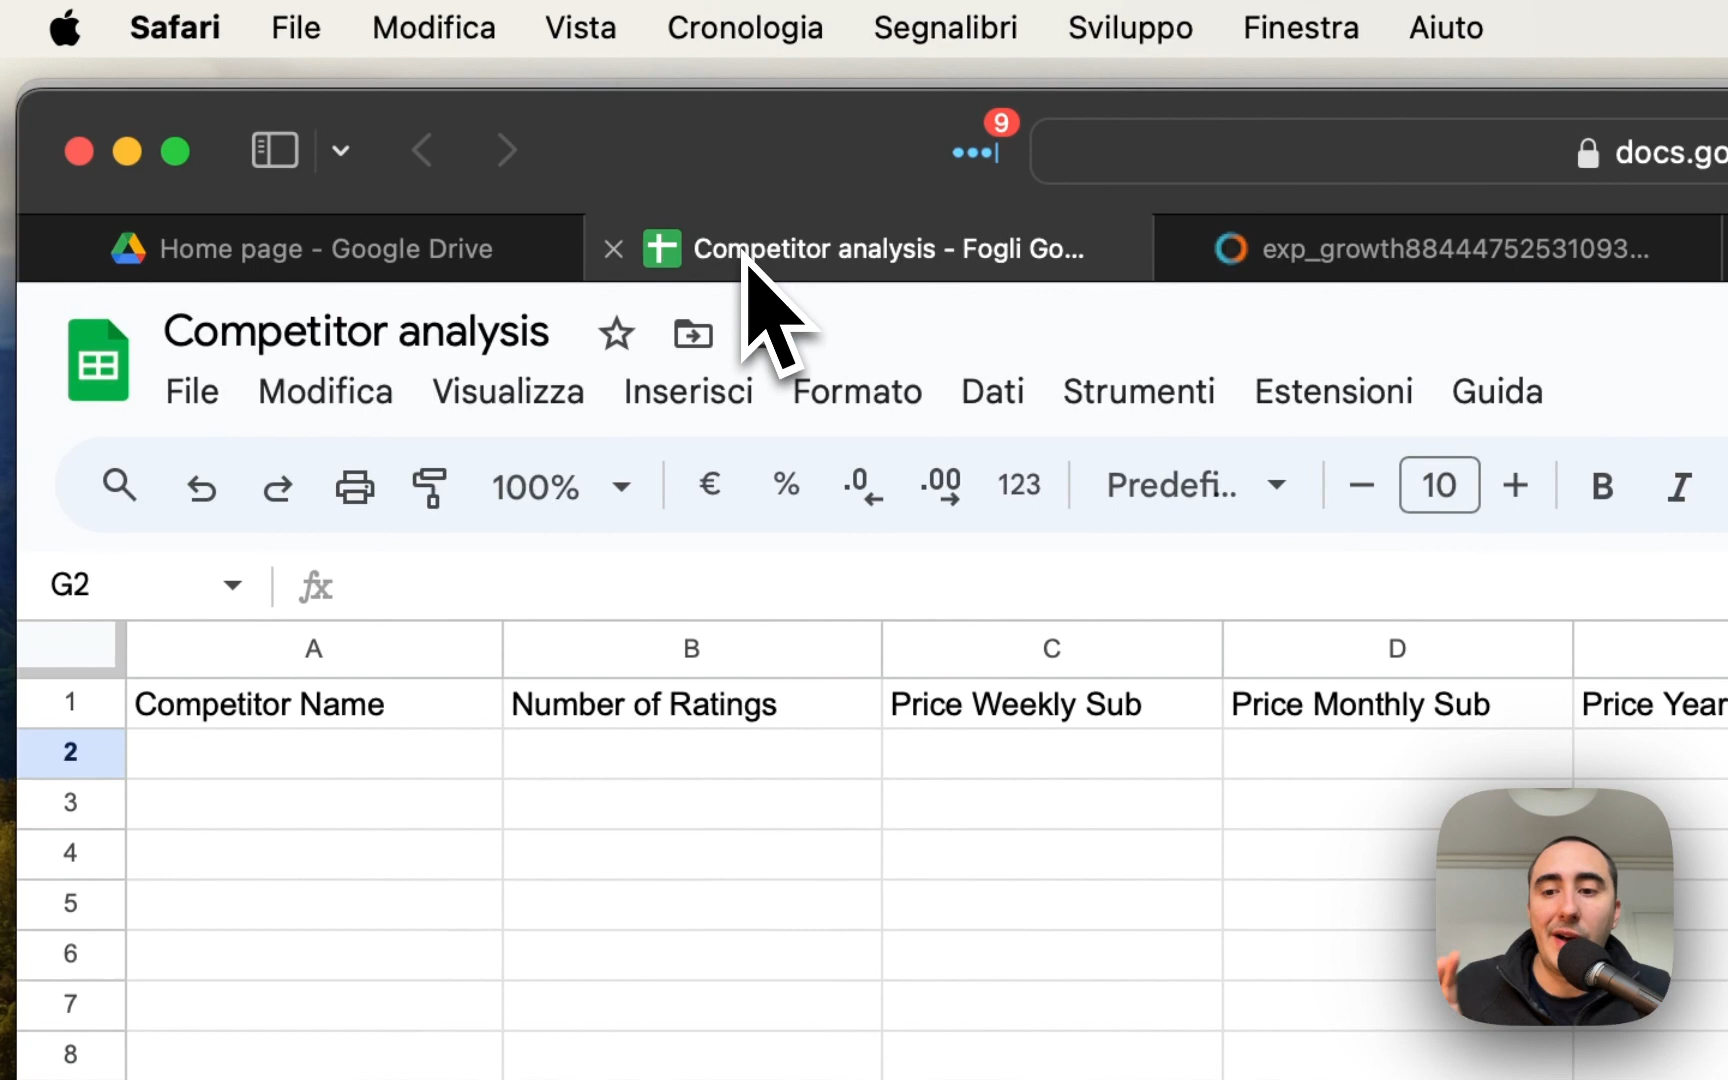 Safari File Modifica Vista Cronologia Segnalibri Sviluppo Finestra Aiuto
9
docs.go
Home page - Google Drive
Competitor analysis - Fogli Go...
exp_growth88444752531093...
Competitor analysis
File Modifica Visualizza Inserisci Formato Dati Strumenti Estensioni Guida
100% € % .0 .00 123 Predefi... − 10 + B I
G2 fx
A B C D
1 Competitor Name Number of Ratings Price Weekly Sub Price Monthly Sub Price Year
2
3
4
5
6
7
8